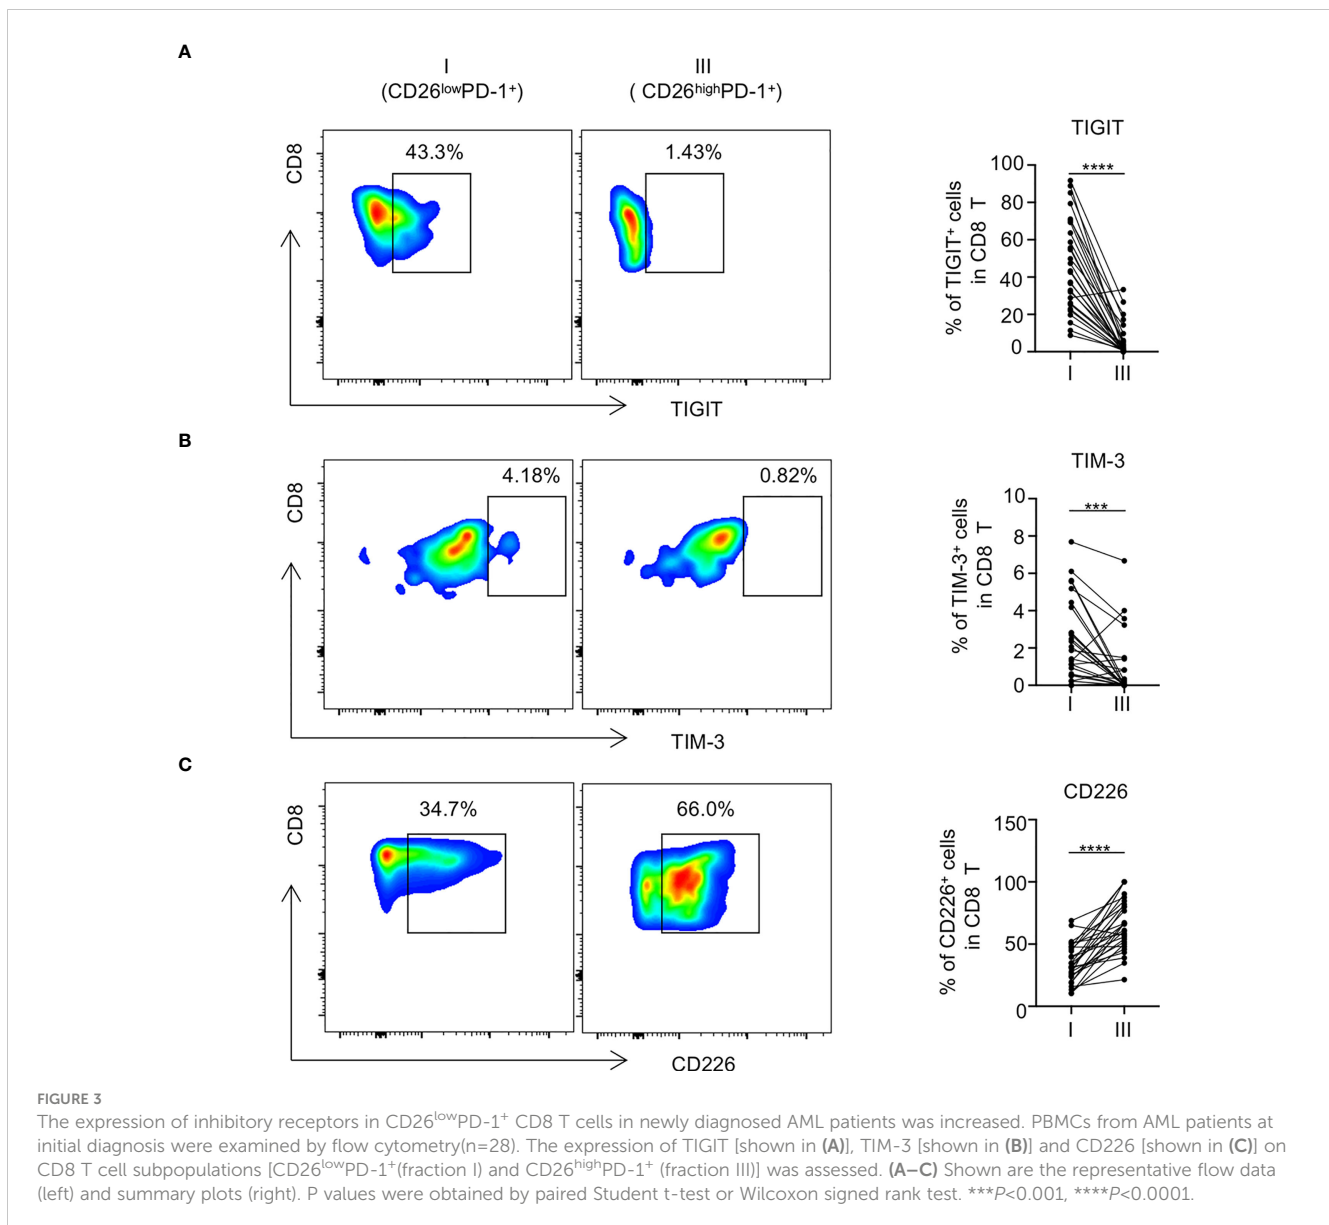 A
I
(CD26lowPD-1+)
III
( CD26highPD-1+)
CD8
43.3%
1.43%
TIGIT
TIGIT
% of TIGIT+ cells
in CD8 T
100
80
60
40
20
0
****
I III
B
CD8
4.18%
0.82%
TIM-3
TIM-3
% of TIM-3+ cells
in CD8 T
10
8
6
4
2
0
***
I III
C
CD8
34.7%
66.0%
CD226
CD226
% of CD226+ cells
in CD8 T
150
100
50
0
****
I III
FIGURE 3
The expression of inhibitory receptors in CD26lowPD-1+ CD8 T cells in newly diagnosed AML patients was increased. PBMCs from AML patients at
initial diagnosis were examined by flow cytometry(n=28). The expression of TIGIT [shown in (A)], TIM-3 [shown in (B)] and CD226 [shown in (C)] on
CD8 T cell subpopulations [CD26lowPD-1+(fraction I) and CD26highPD-1+ (fraction III)] was assessed. (A–C) Shown are the representative flow data
(left) and summary plots (right). P values were obtained by paired Student t-test or Wilcoxon signed rank test. ***P<0.001, ****P<0.0001.